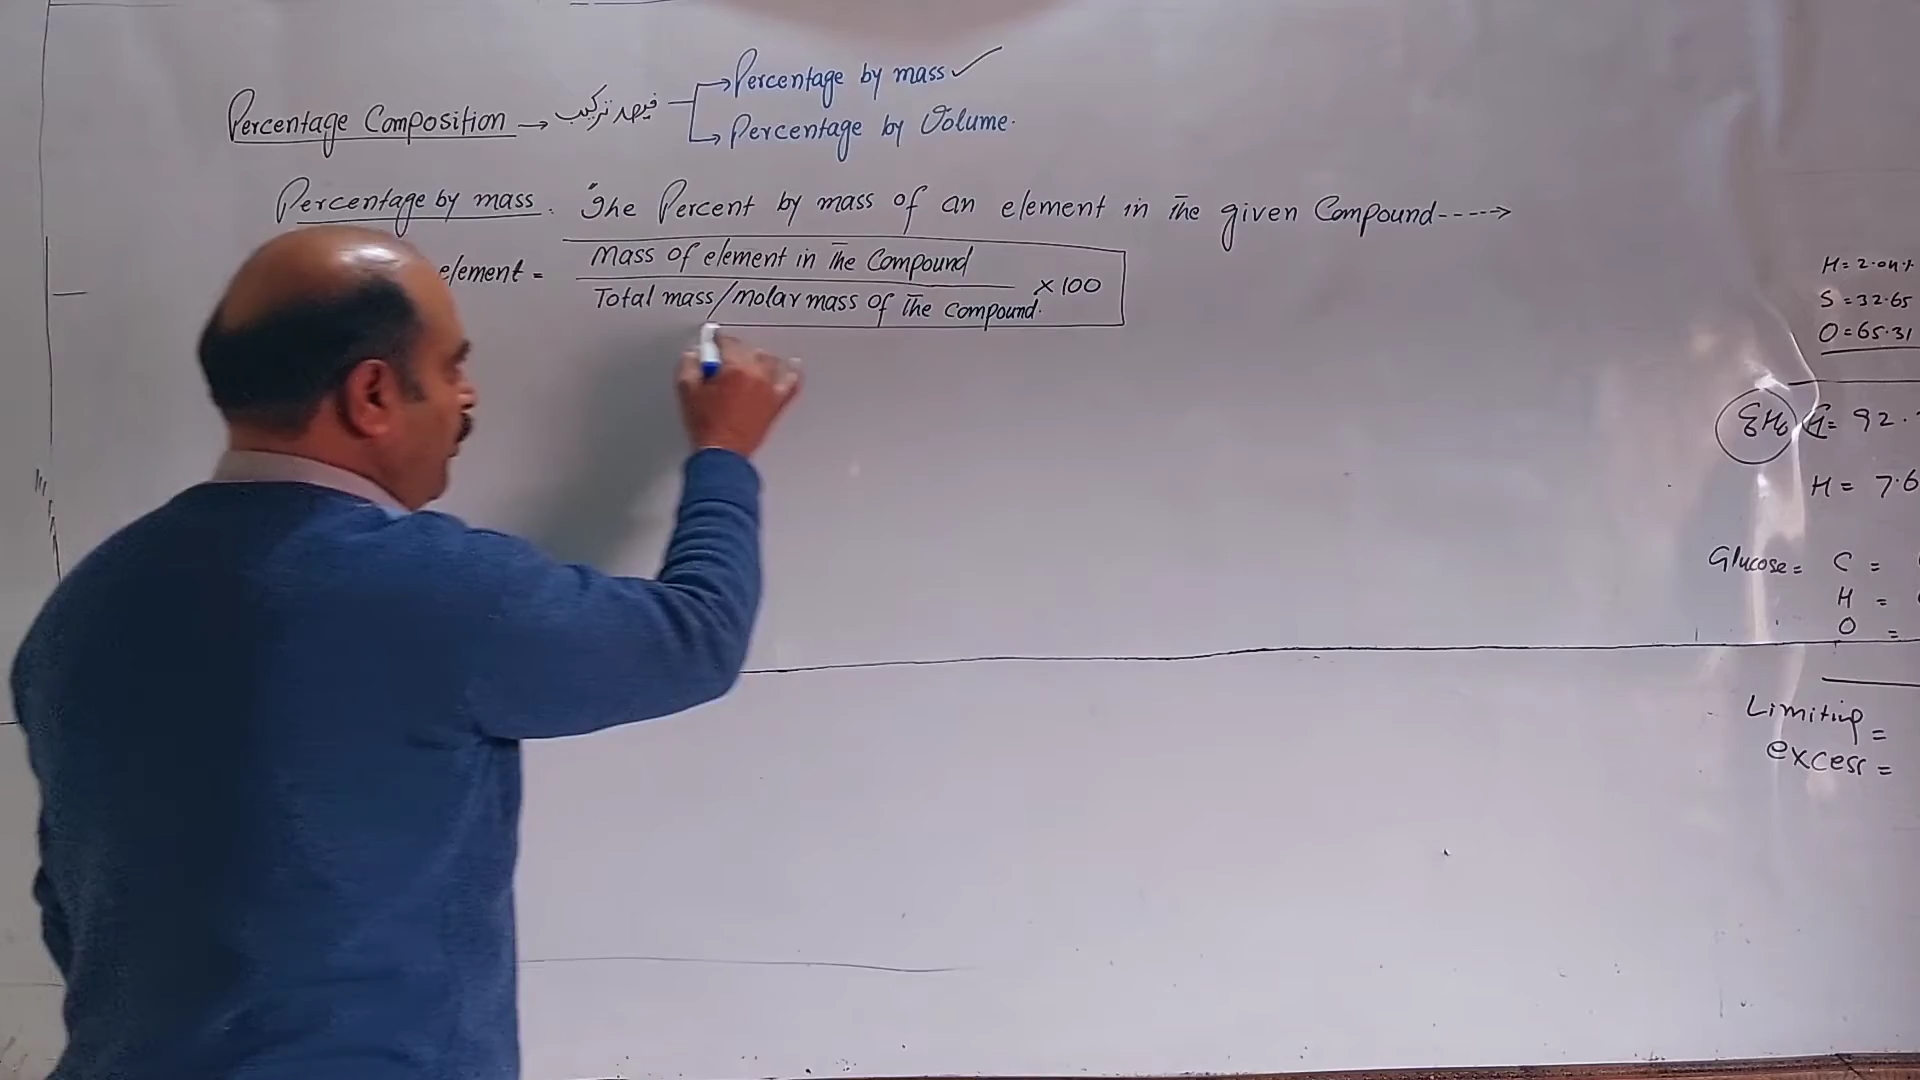 Percentage Composition → فیصد ترکیب
→ Percentage by mass ✓
→ Percentage by Volume.
Percentage by mass. The Percent by mass of an element in The given Compound---->
element = Mass of element in The Compound
Total mass/molar mass of The Compound. × 100
H = 2.04%
S = 32.65
O = 65.31
C6H6 C = 92.
H = 7.6
Glucose = C =
H =
O =
Limiting =
excess =